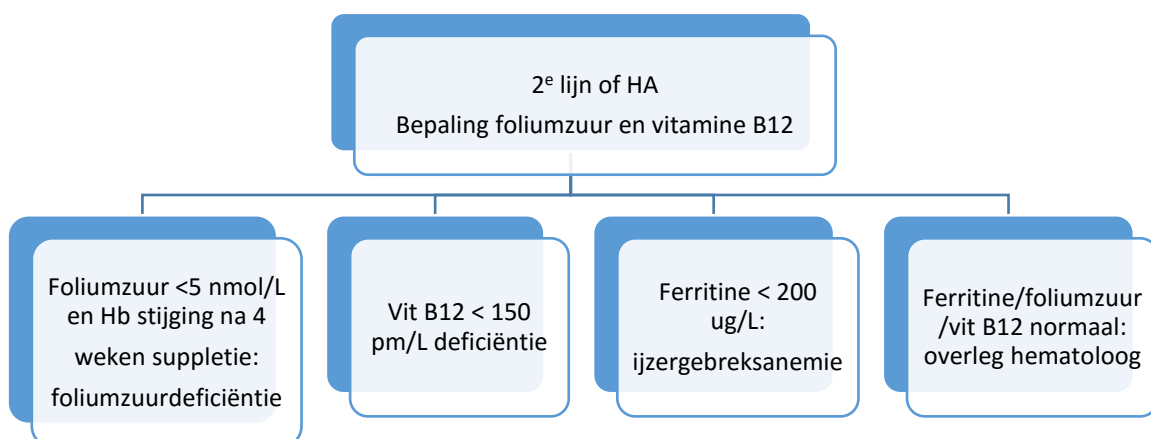 2e lijn of HA
Bepaling foliumzuur en vitamine B12
Foliumzuur <5 nmol/L
en Hb stijging na 4
weken suppletie:
foliumzuurdeficiëntie
Vit B12 < 150
pm/L deficiëntie
Ferritine < 200
ug/L:
ijzergebreksanemie
Ferritine/foliumzuur
/vit B12 normaal:
overleg hematoloog